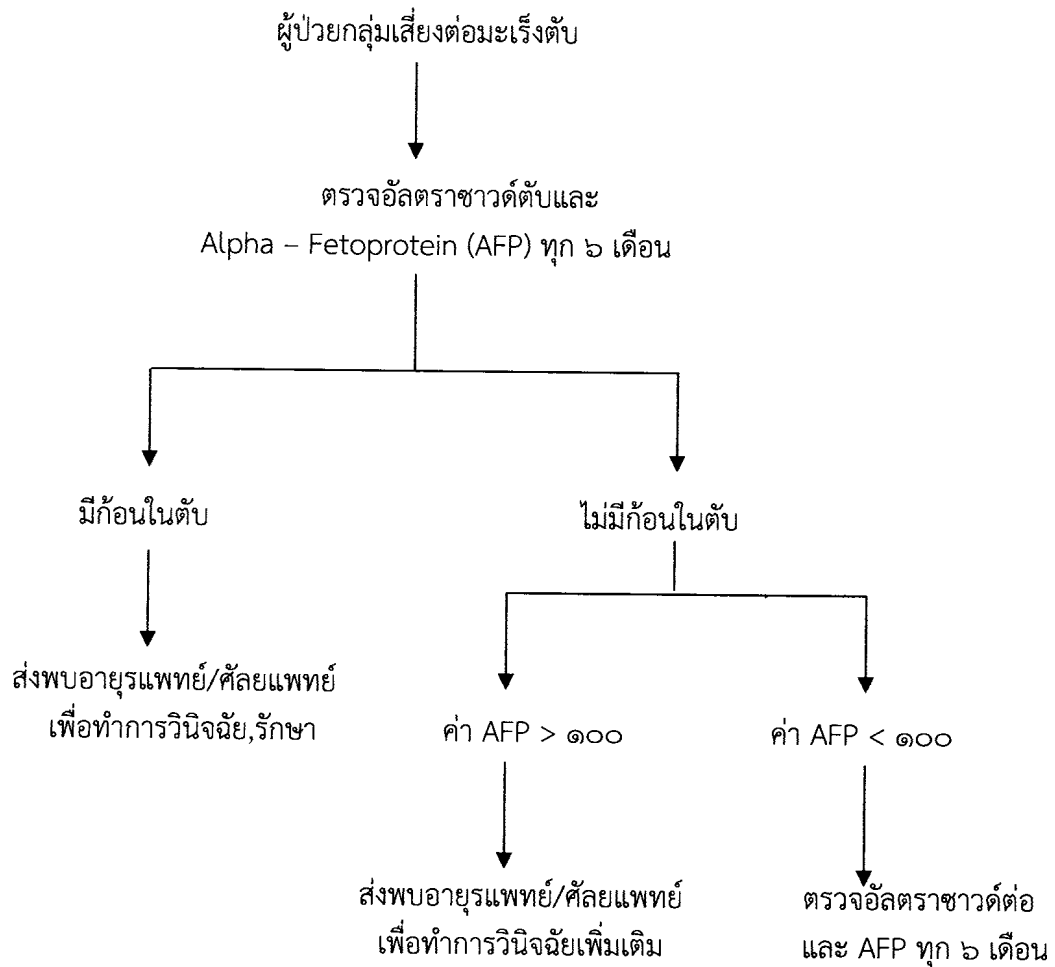 ผู้ป่วยกลุ่มเสี่ยงต่อมะเร็งตับ
ตรวจอัลตราซาวด์ตับและ
Alpha – Fetoprotein (AFP) ทุก ๖ เดือน
มีก้อนในตับ
ไม่มีก้อนในตับ
ส่งพบอายุรแพทย์/ศัลยแพทย์
เพื่อทำการวินิจฉัย,รักษา
ค่า AFP > ๑๐๐
ค่า AFP < ๑๐๐
ส่งพบอายุรแพทย์/ศัลยแพทย์
เพื่อทำการวินิจฉัยเพิ่มเติม
ตรวจอัลตราซาวด์ต่อ
และ AFP ทุก ๖ เดือน